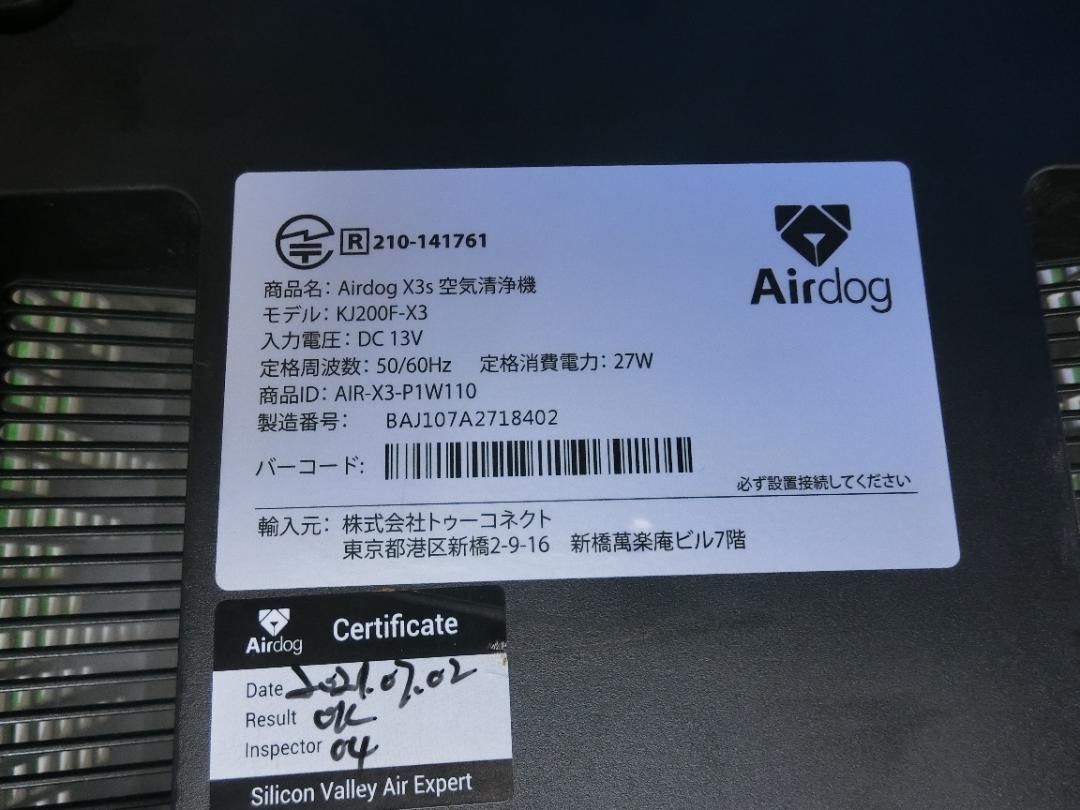 R 210-141761
Airdog
商品名: Airdog X3s 空気清浄機
モデル: KJ200F-X3
入力電圧: DC 13V
定格周波数: 50/60Hz 定格消費電力: 27W
商品ID: AIR-X3-P1W110
製造番号: BAJ107A2718402
バーコード:
必ず設置接続してください
輸入元: 株式会社トゥーコネクト
東京都港区新橋2-9-16 新橋萬楽庵ビル7階
Airdog Certificate
Date 2021.07.02
Result OK
Inspector 04
Silicon Valley Air Expert